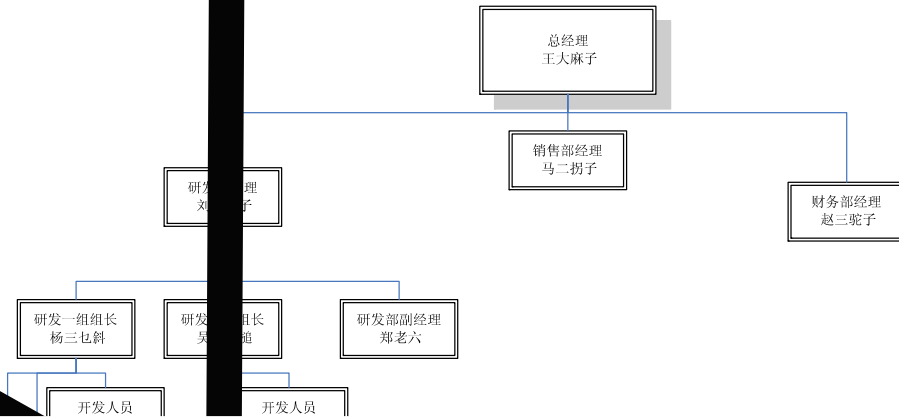 总经理
王大麻子
销售部经理
马二拐子
研发 理
刘 子
财务部经理
赵三驼子
研发一组组长
杨三乜斜
研发 组长
吴 槌
研发部副经理
郑老六
开发人员
开发人员